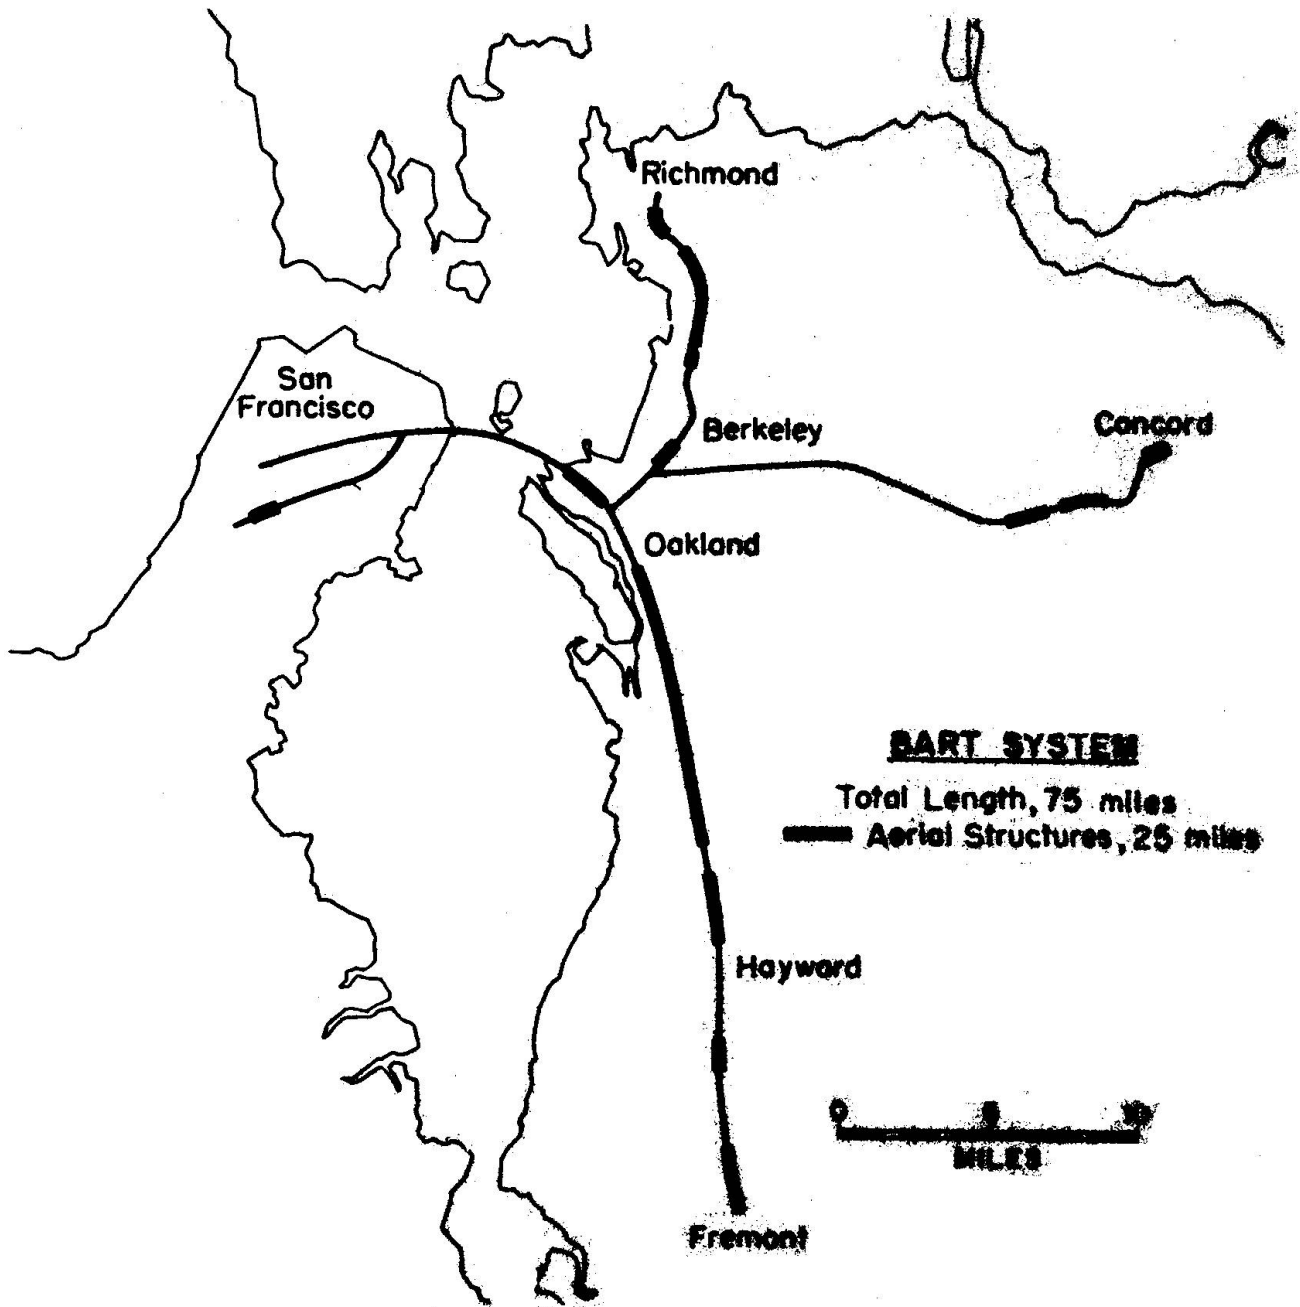 Richmond
San
Francisco
Berkeley
Concord
Oakland
BART SYSTEM
Total Length, 75 miles
Aerial Structures, 25 miles
Hayward
0 5 10
MILES
Fremont